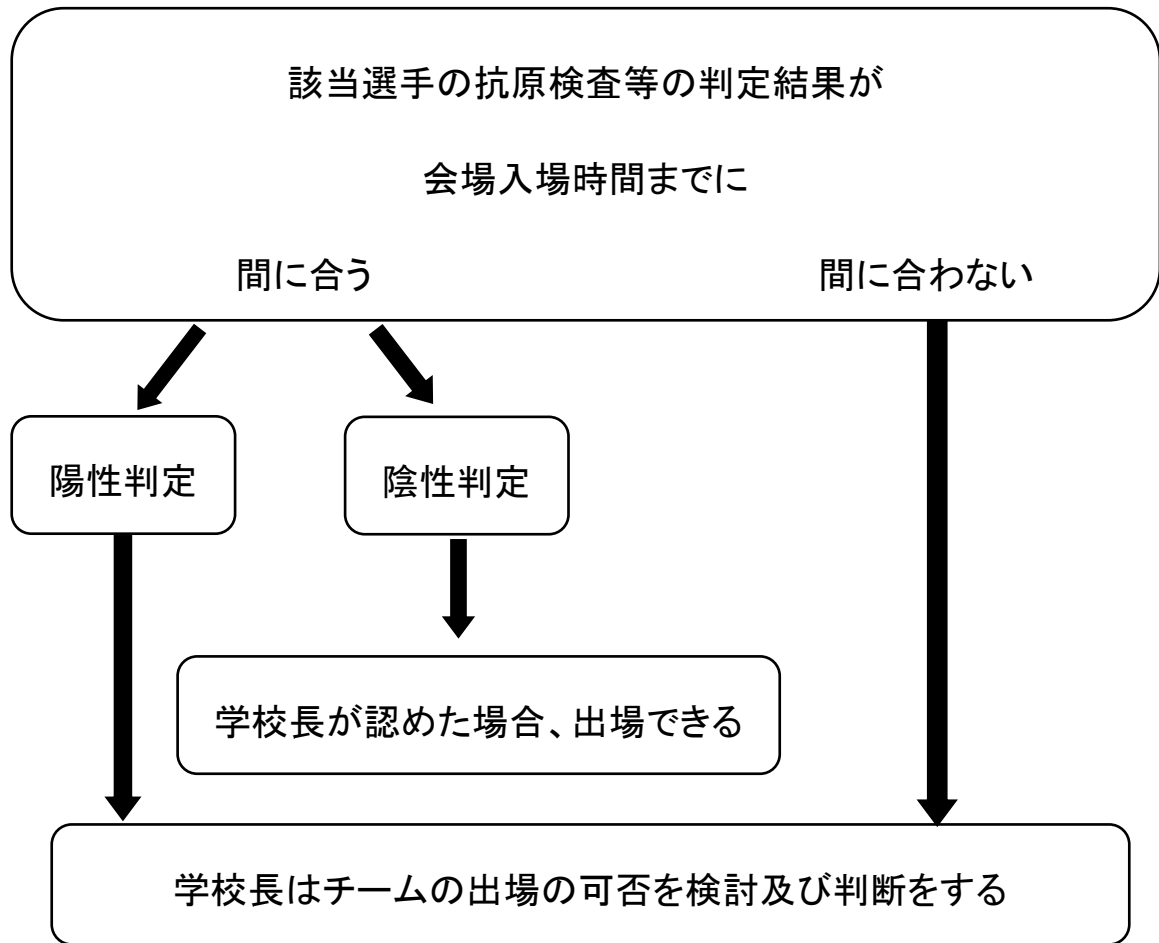 該当選手の抗原検査等の判定結果が
会場入場時間までに
間に合う
間に合わない
陽性判定
陰性判定
学校長が認めた場合、出場できる
学校長はチームの出場の可否を検討及び判断をする